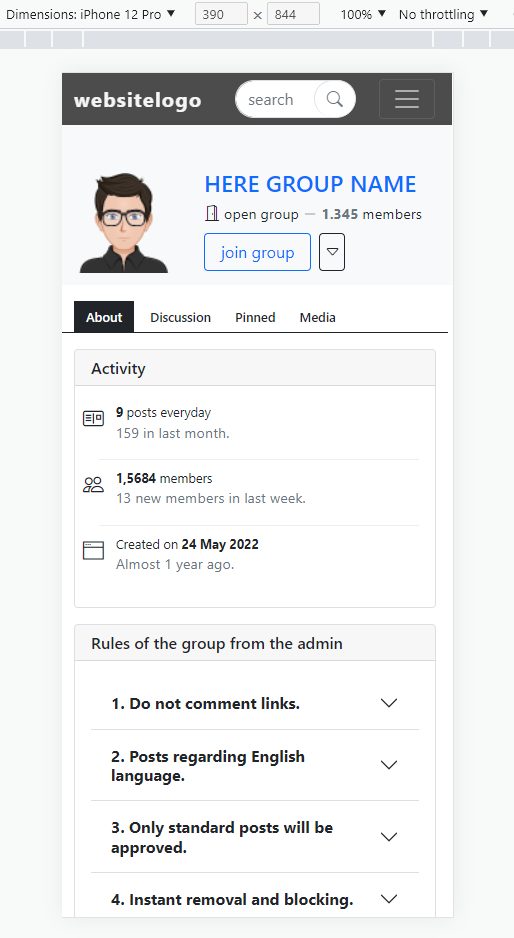 Dimensions: iPhone 12 Pro ▼ 390 × 844 100% ▼ No throttling ▼
websitelogo search
HERE GROUP NAME
open group — 1.345 members
join group
About Discussion Pinned Media
Activity
9 posts everyday
159 in last month.
1,5684 members
13 new members in last week.
Created on 24 May 2022
Almost 1 year ago.
Rules of the group from the admin
1. Do not comment links.
2. Posts regarding English
language.
3. Only standard posts will be
approved.
4. Instant removal and blocking.